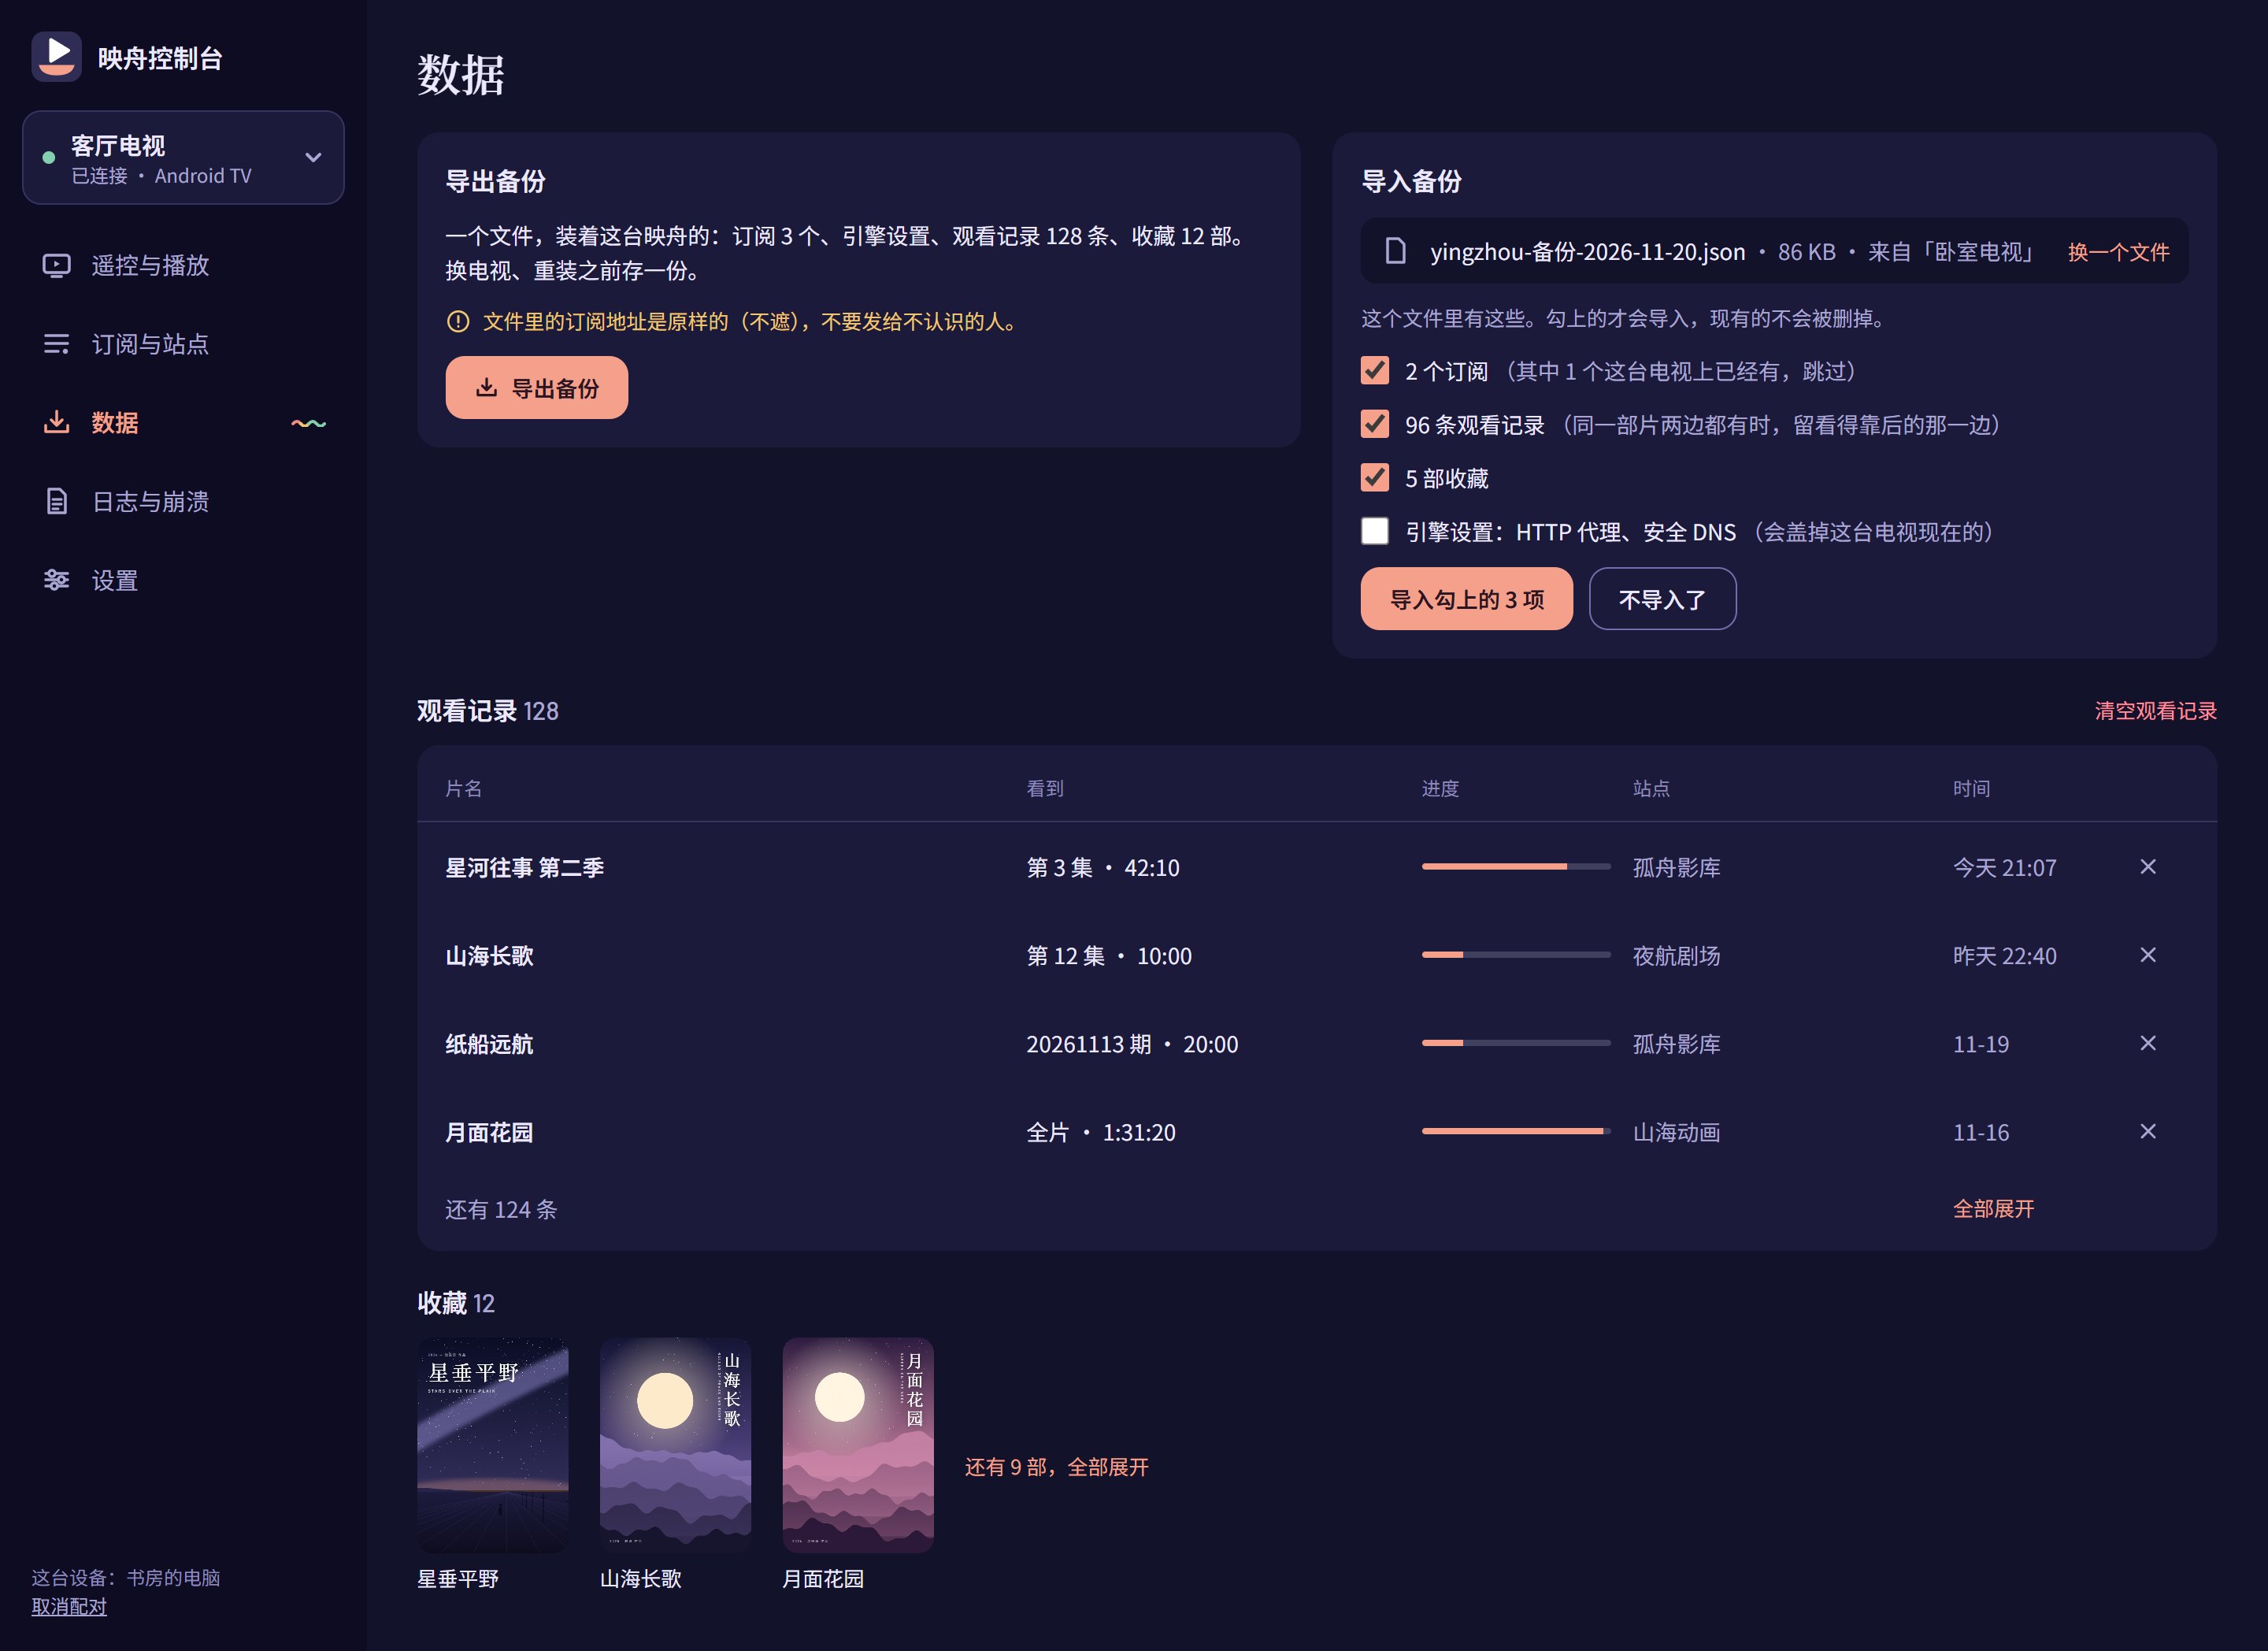 映舟控制台
客厅电视
已连接 · Android TV
遥控与播放
订阅与站点
数据
日志与崩溃
设置
这台设备：书房的电脑
取消配对
数据
导出备份
一个文件，装着这台映舟的：订阅 3 个、引擎设置、观看记录 128 条、收藏 12 部。
换电视、重装之前存一份。
文件里的订阅地址是原样的（不遮），不要发给不认识的人。
导出备份
导入备份
yingzhou-备份-2026-11-20.json · 86 KB · 来自「卧室电视」 换一个文件
这个文件里有这些。勾上的才会导入，现有的不会被删掉。
2 个订阅（其中 1 个这台电视上已经有，跳过）
96 条观看记录（同一部片两边都有时，留看得靠后的那一边）
5 部收藏
引擎设置：HTTP 代理、安全 DNS（会盖掉这台电视现在的）
导入勾上的 3 项 不导入了
观看记录 128 清空观看记录
片名 看到 进度 站点 时间
星河往事 第二季 第 3 集 · 42:10 孤舟影库 今天 21:07
山海长歌 第 12 集 · 10:00 夜航剧场 昨天 22:40
纸船远航 20261113 期 · 20:00 孤舟影库 11-19
月面花园 全片 · 1:31:20 山海动画 11-16
还有 124 条 全部展开
收藏 12
星垂平野
STARS OVER THE PLAIN
山海长歌
月面花园
还有 9 部，全部展开
星垂平野 山海长歌 月面花园